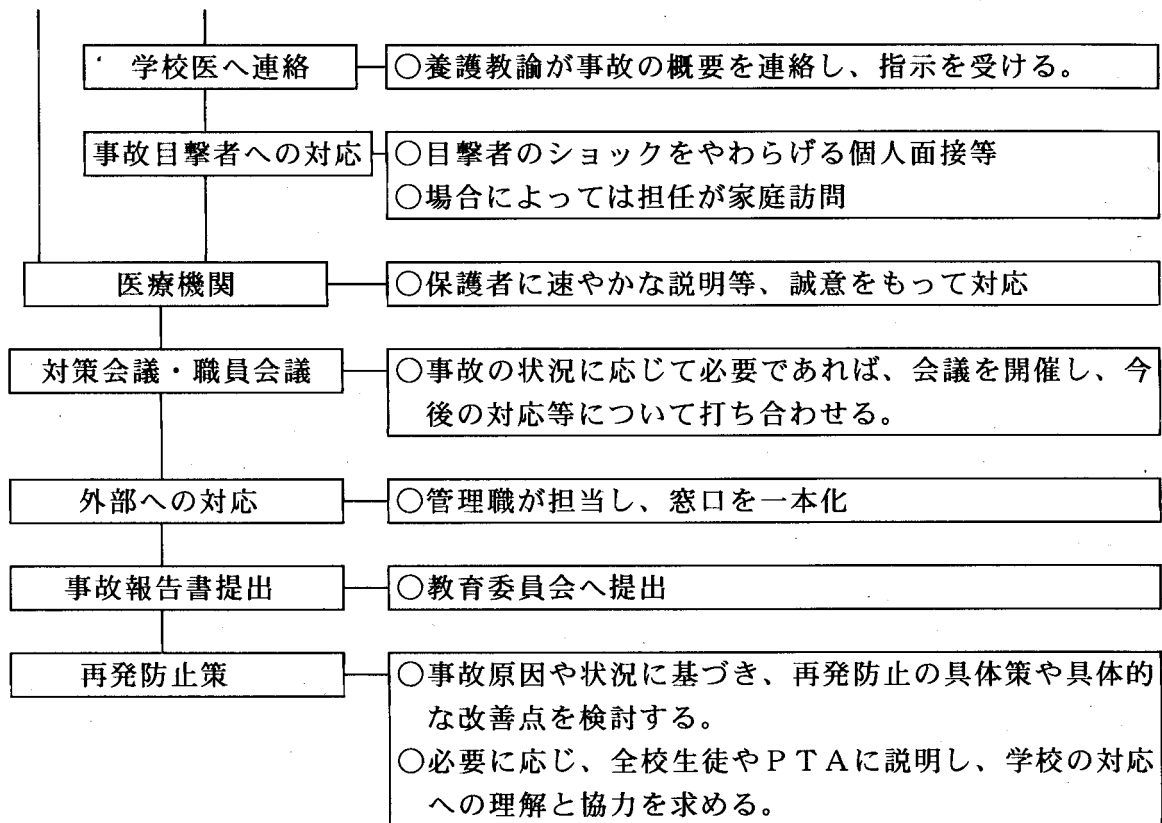 学校医へ連絡
○養護教諭が事故の概要を連絡し、指示を受ける。
事故目撃者への対応
○目撃者のショックをやわらげる個人面接等
○場合によっては担任が家庭訪問
医療機関
○保護者に速やかな説明等、誠意をもって対応
対策会議・職員会議
○事故の状況に応じて必要であれば、会議を開催し、今
後の対応等について打ち合わせる。
外部への対応
○管理職が担当し、窓口を一本化
事故報告書提出
○教育委員会へ提出
再発防止策
○事故原因や状況に基づき、再発防止の具体策や具体的
な改善点を検討する。
○必要に応じ、全校生徒やＰＴＡに説明し、学校の対応
への理解と協力を求める。